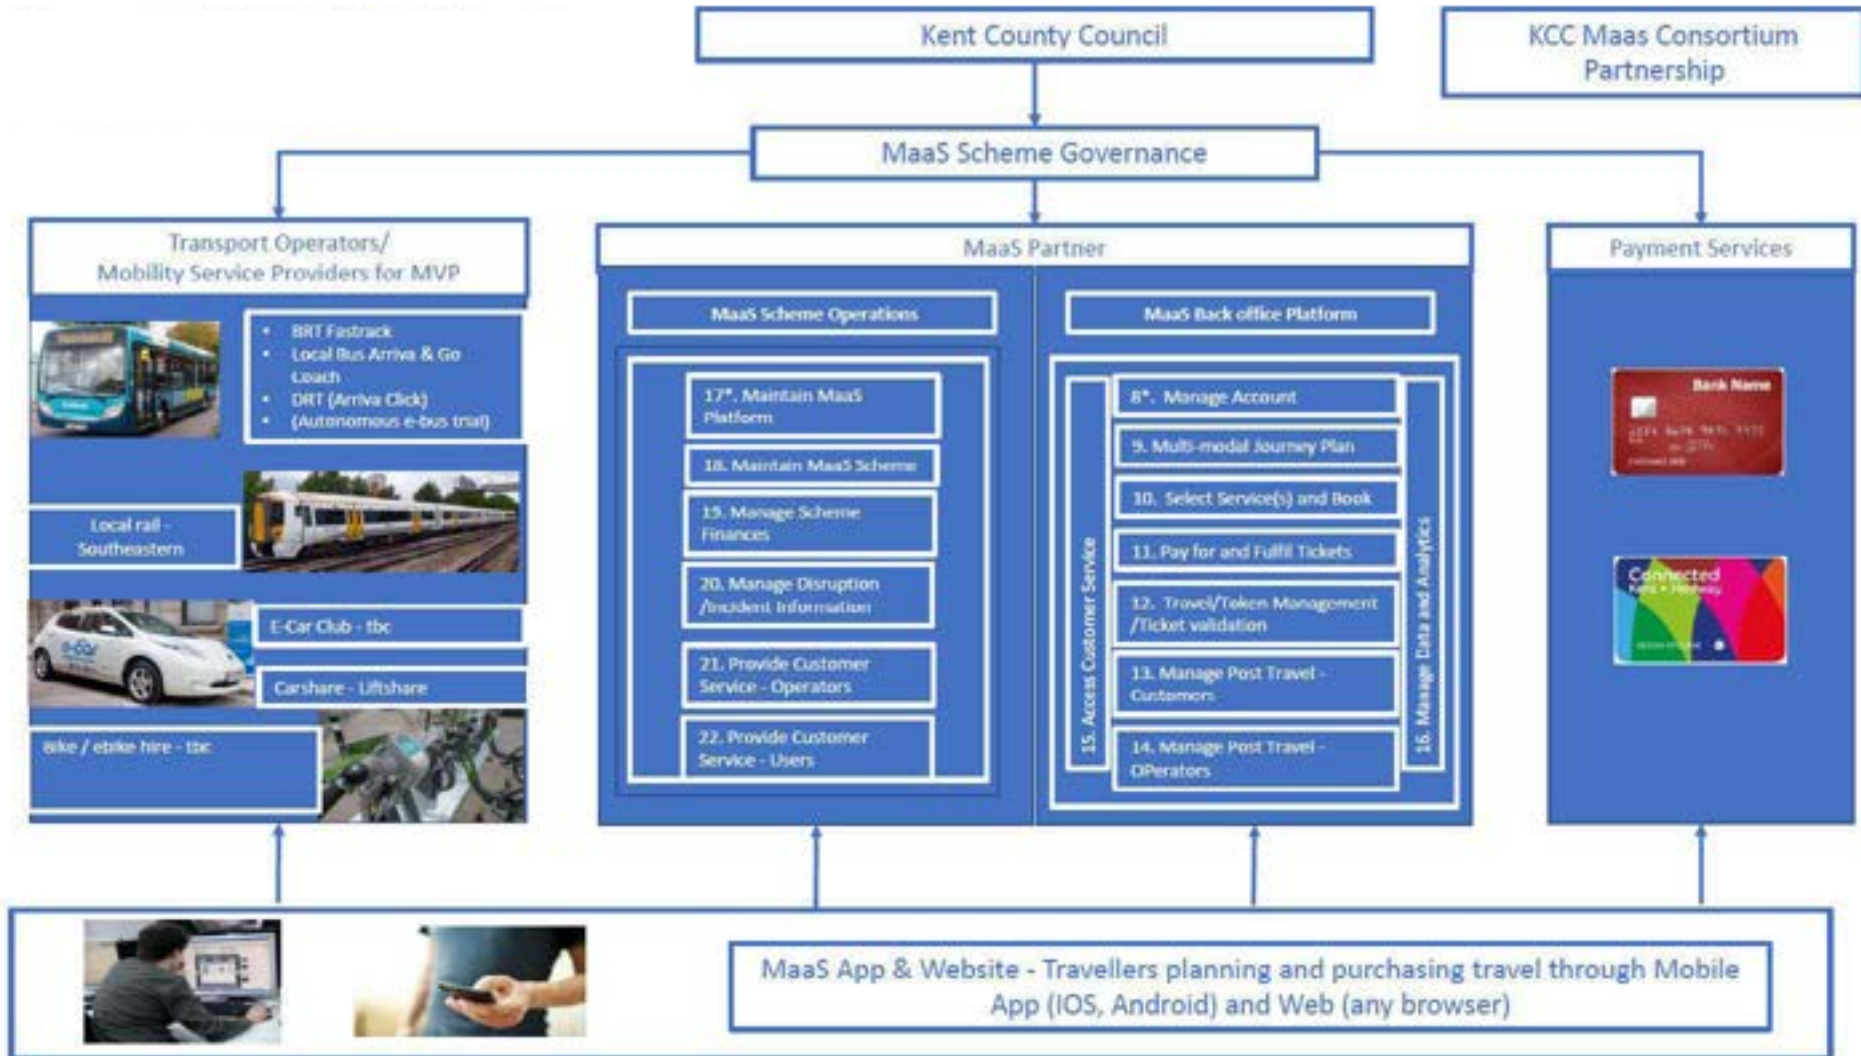 Kent County Council
KCC Maas Consortium
Partnership
MaaS Scheme Governance
Transport Operators/
Mobility Service Providers for MVP
BRT Fastrack
Local Bus Arriva & Go
Coach
DRT (Arriva Click)
(Autonomous e-bus trial)
Local rail -
Southeastern
E-Car Club - tbc
Carshare - Liftshare
Bike / ebike hire - tbc
MaaS Partner
MaaS Scheme Operations
17*. Maintain MaaS
Platform
18. Maintain MaaS Scheme
19. Manage Scheme
Finances
20. Manage Disruption
/Incident Information
21. Provide Customer
Service - Operators
22. Provide Customer
Service - Users
MaaS Back office Platform
15. Access Customer Service
8*. Manage Account
9. Multi-modal Journey Plan
10. Select Service(s) and Book
11. Pay for and Fulfil Tickets
12. Travel/Token Management
/Ticket validation
13. Manage Post Travel -
Customers
14. Manage Post Travel -
OPerators
16. Manage Data and Analytics
Payment Services
Bank Name
Connected
Kent • Medway
MaaS App & Website - Travellers planning and purchasing travel through Mobile
App (IOS, Android) and Web (any browser)